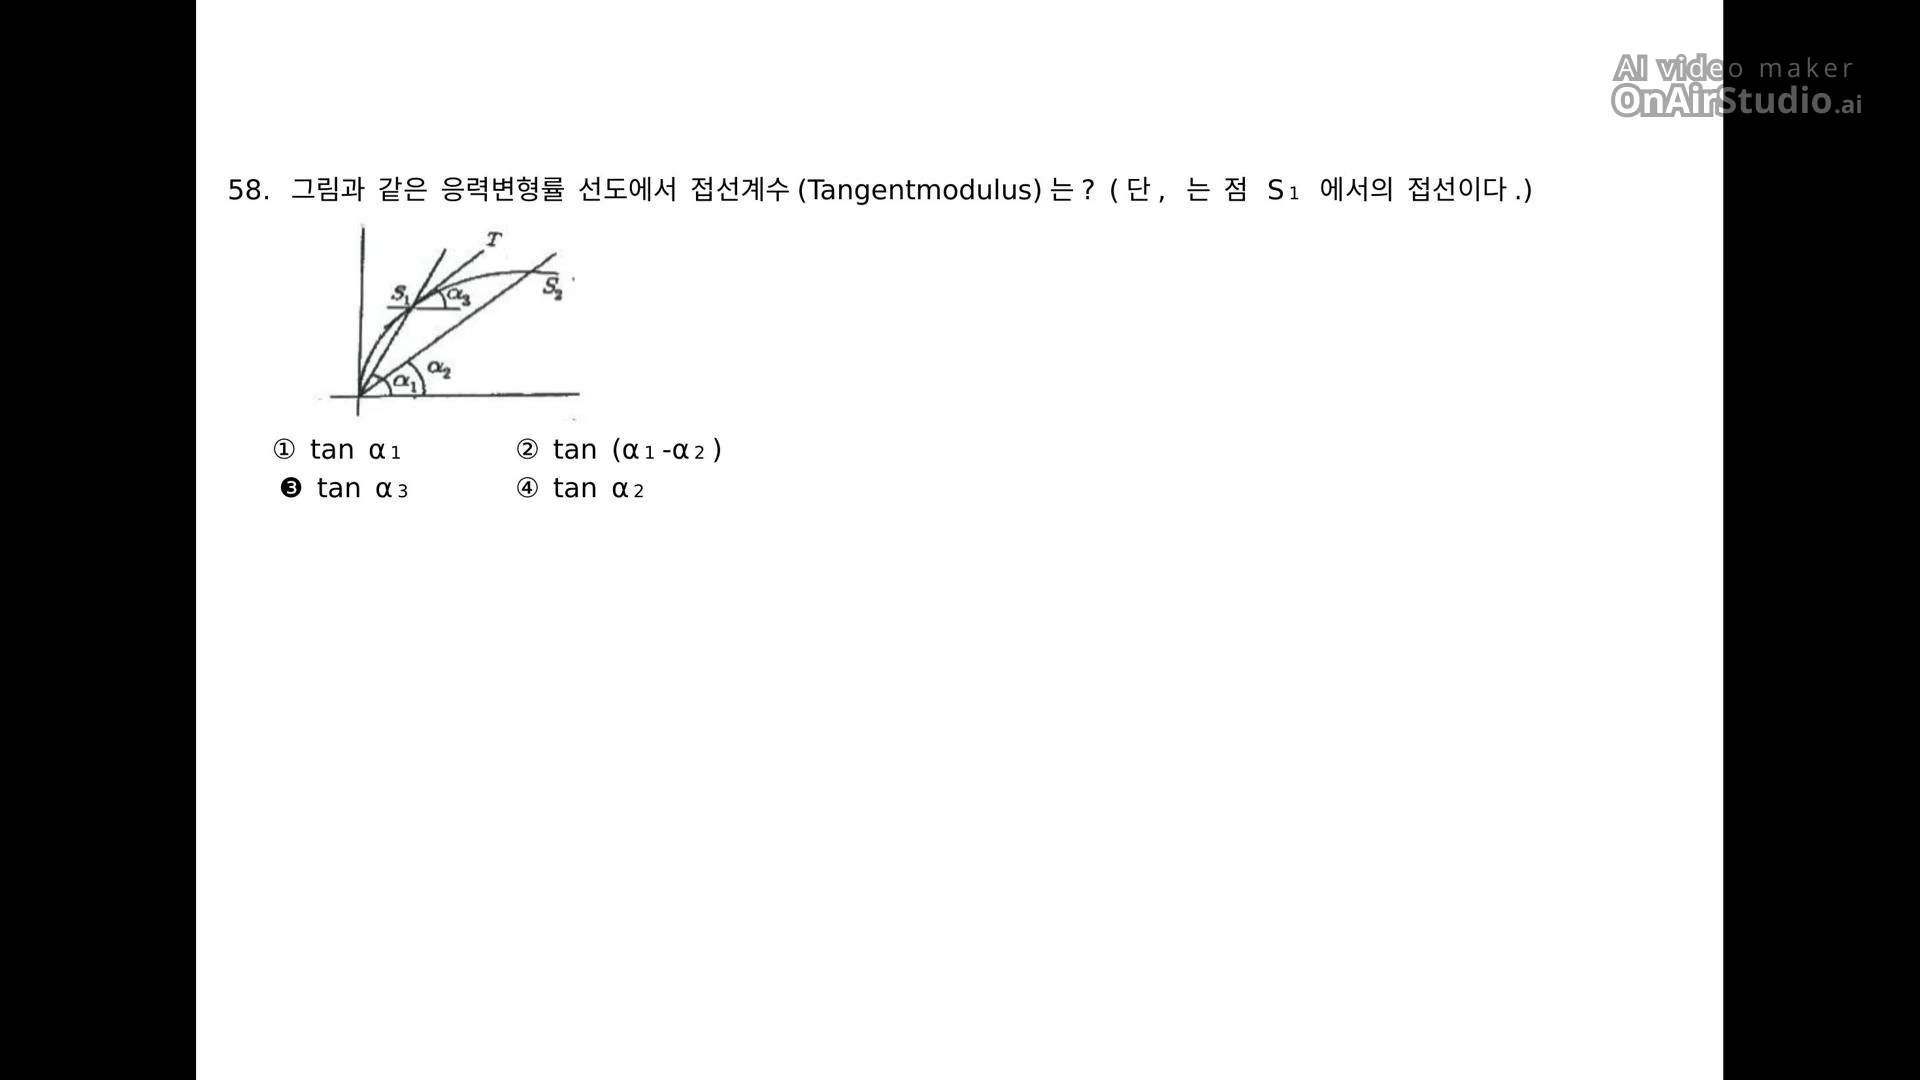 AI video maker
OnAirStudio.ai
58. 그림과 같은 응력변형률 선도에서 접선계수(Tangentmodulus)는? (단, 는 점 S1 에서의 접선이다.)
T
S1 α3 S2
α1 α2
① tan α1 ② tan (α1-α2)
❸ tan α3 ④ tan α2